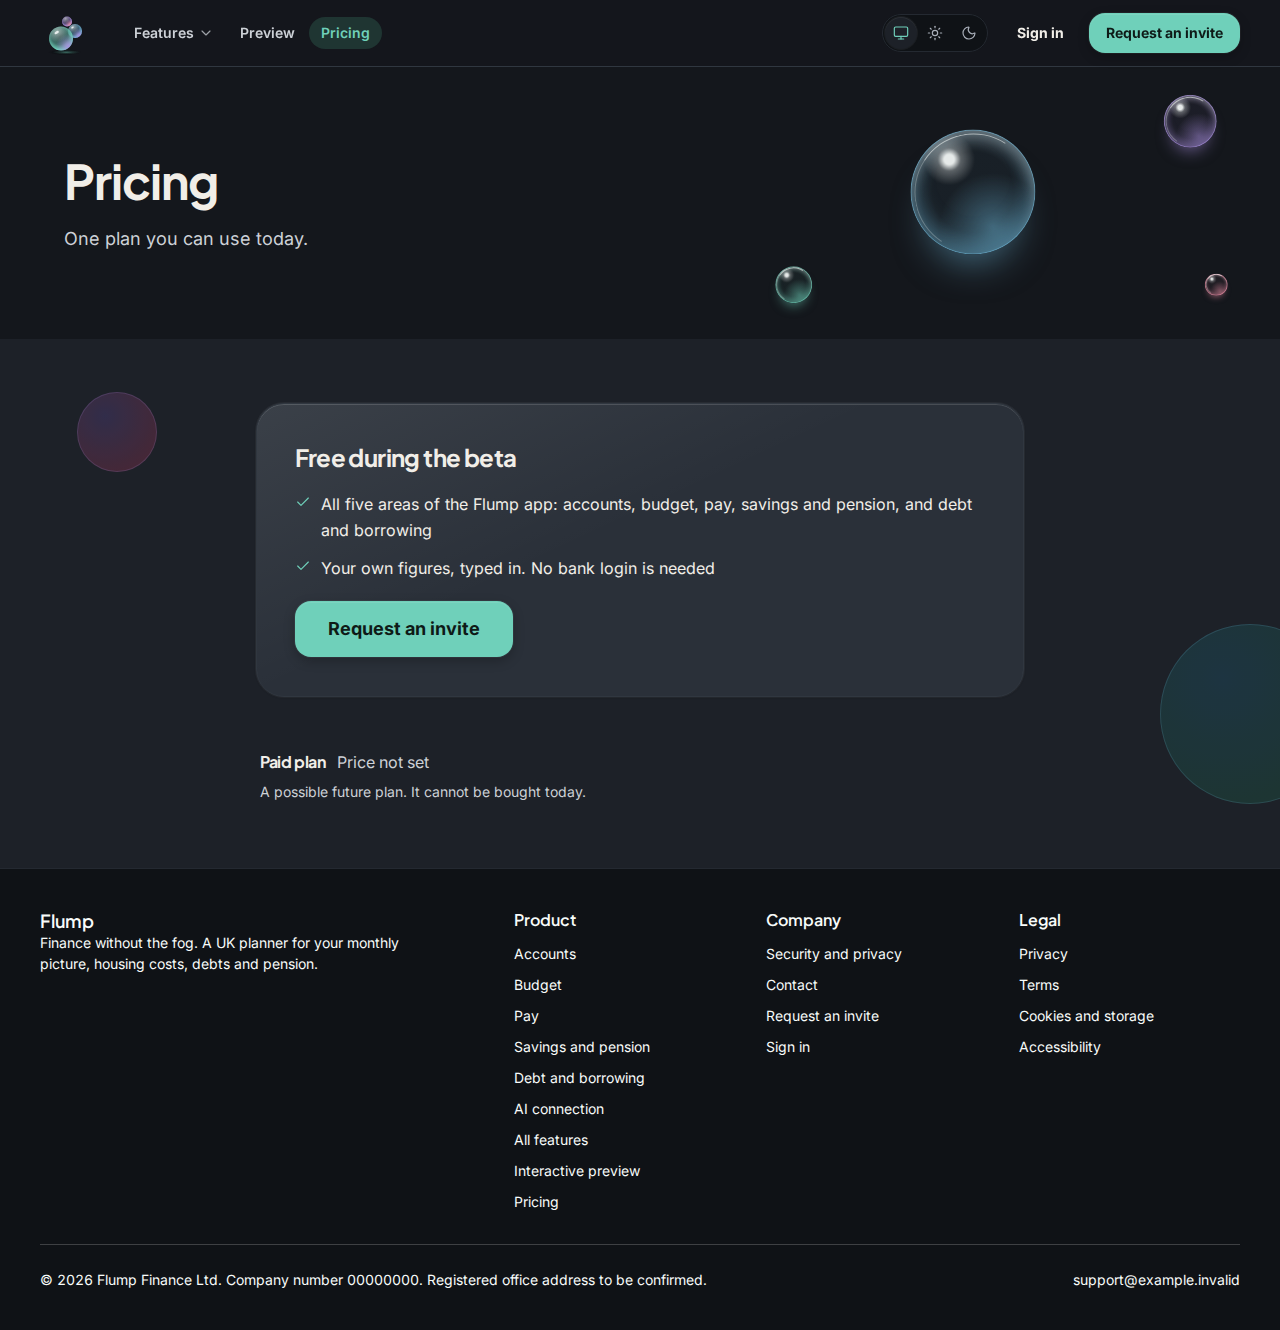 Features
Preview
Pricing
Sign in
Request an invite
Pricing
One plan you can use today.
Free during the beta
All five areas of the Flump app: accounts, budget, pay, savings and pension, and debt
and borrowing
Your own figures, typed in. No bank login is needed
Request an invite
Paid plan Price not set
A possible future plan. It cannot be bought today.
Flump
Finance without the fog. A UK planner for your monthly
picture, housing costs, debts and pension.
Product
Accounts
Budget
Pay
Savings and pension
Debt and borrowing
AI connection
All features
Interactive preview
Pricing
Company
Security and privacy
Contact
Request an invite
Sign in
Legal
Privacy
Terms
Cookies and storage
Accessibility
© 2026 Flump Finance Ltd. Company number 00000000. Registered office address to be confirmed.
support@example.invalid